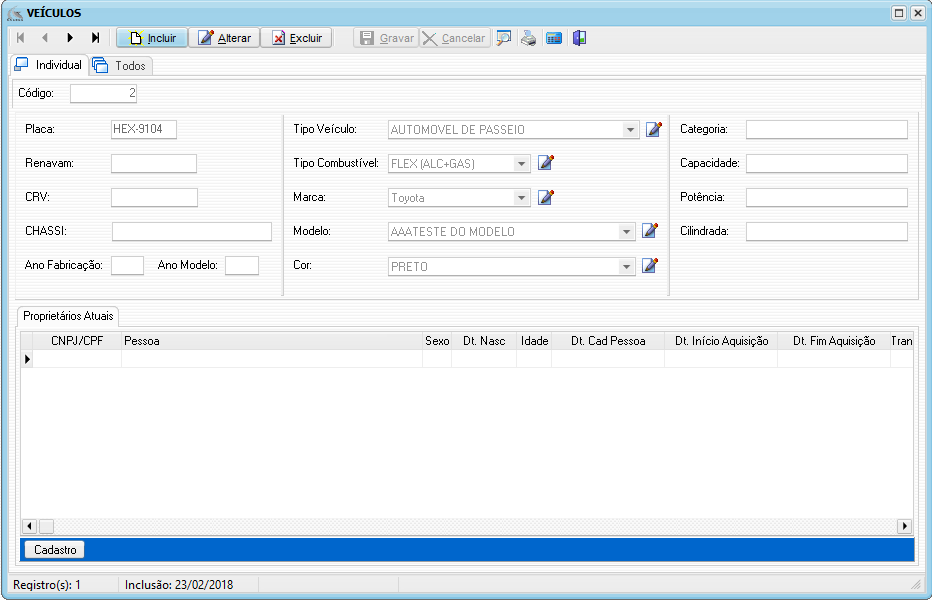 VEÍCULOS
Incluir Alterar Excluir Gravar Cancelar
Individual Todos
Código: 2
Placa: HEX-9104 Tipo Veículo: AUTOMOVEL DE PASSEIO Categoria:
Renavam: Tipo Combustível: FLEX (ALC+GAS) Capacidade:
CRV: Marca: Toyota Potência:
CHASSI: Modelo: AAATESTE DO MODELO Cilindrada:
Ano Fabricação: Ano Modelo: Cor: PRETO
Proprietários Atuais
CNPJ/CPF Pessoa Sexo Dt. Nasc Idade Dt. Cad Pessoa Dt. Início Aquisição Dt. Fim Aquisição Tran
Cadastro
Registro(s): 1 Inclusão: 23/02/2018